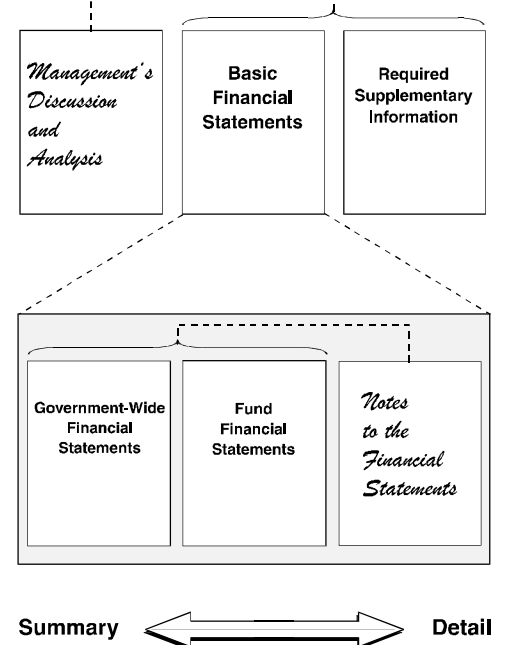 Management's
Discussion
and
Analysis
Basic
Financial
Statements
Required
Supplementary
Information
Government-Wide
Financial
Statements
Fund
Financial
Statements
Notes
to the
Financial
Statements
Summary
Detail